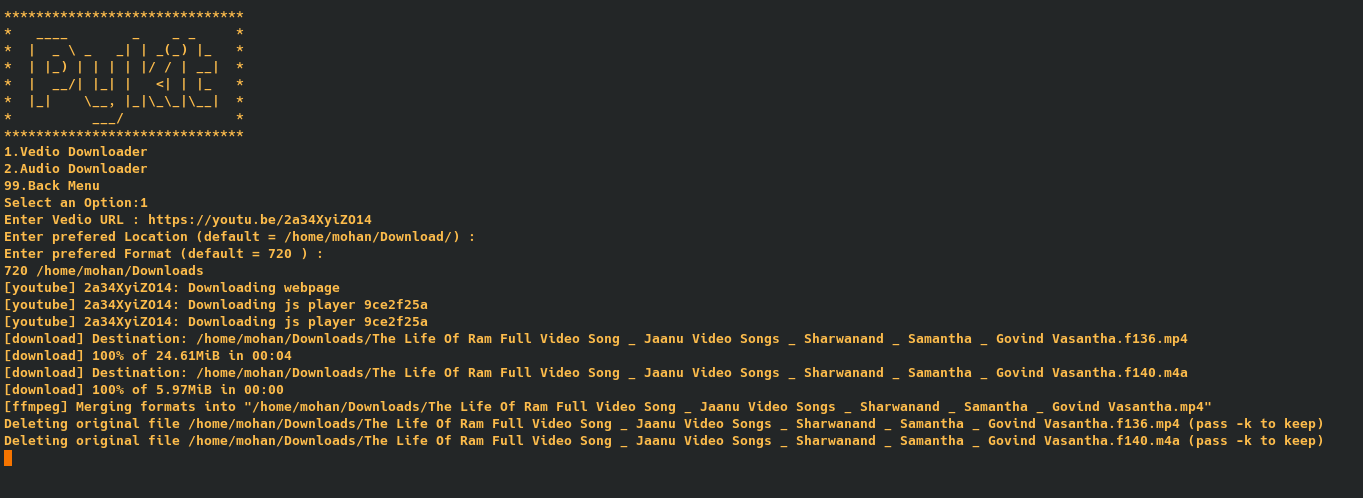 ******************************
*   ____        _    _ _     *
*  |  _ \ _   _| | _(_) |_   *
*  | |_) | | | | |/ / | __|  *
*  |  __/| |_| |   <| | |_   *
*  |_|    \__, |_|\_\_|\__|  *
*          ___/              *
******************************
1.Vedio Downloader
2.Audio Downloader
99.Back Menu
Select an Option:1
Enter Vedio URL : https://youtu.be/2a34XyiZO14
Enter prefered Location (default = /home/mohan/Download/) :
Enter prefered Format (default = 720 ) :
720 /home/mohan/Downloads
[youtube] 2a34XyiZO14: Downloading webpage
[youtube] 2a34XyiZO14: Downloading js player 9ce2f25a
[youtube] 2a34XyiZO14: Downloading js player 9ce2f25a
[download] Destination: /home/mohan/Downloads/The Life Of Ram Full Video Song _ Jaanu Video Songs _ Sharwanand _ Samantha _ Govind Vasantha.f136.mp4
[download] 100% of 24.61MiB in 00:04
[download] Destination: /home/mohan/Downloads/The Life Of Ram Full Video Song _ Jaanu Video Songs _ Sharwanand _ Samantha _ Govind Vasantha.f140.m4a
[download] 100% of 5.97MiB in 00:00
[ffmpeg] Merging formats into "/home/mohan/Downloads/The Life Of Ram Full Video Song _ Jaanu Video Songs _ Sharwanand _ Samantha _ Govind Vasantha.mp4"
Deleting original file /home/mohan/Downloads/The Life Of Ram Full Video Song _ Jaanu Video Songs _ Sharwanand _ Samantha _ Govind Vasantha.f136.mp4 (pass -k to keep)
Deleting original file /home/mohan/Downloads/The Life Of Ram Full Video Song _ Jaanu Video Songs _ Sharwanand _ Samantha _ Govind Vasantha.f140.m4a (pass -k to keep)